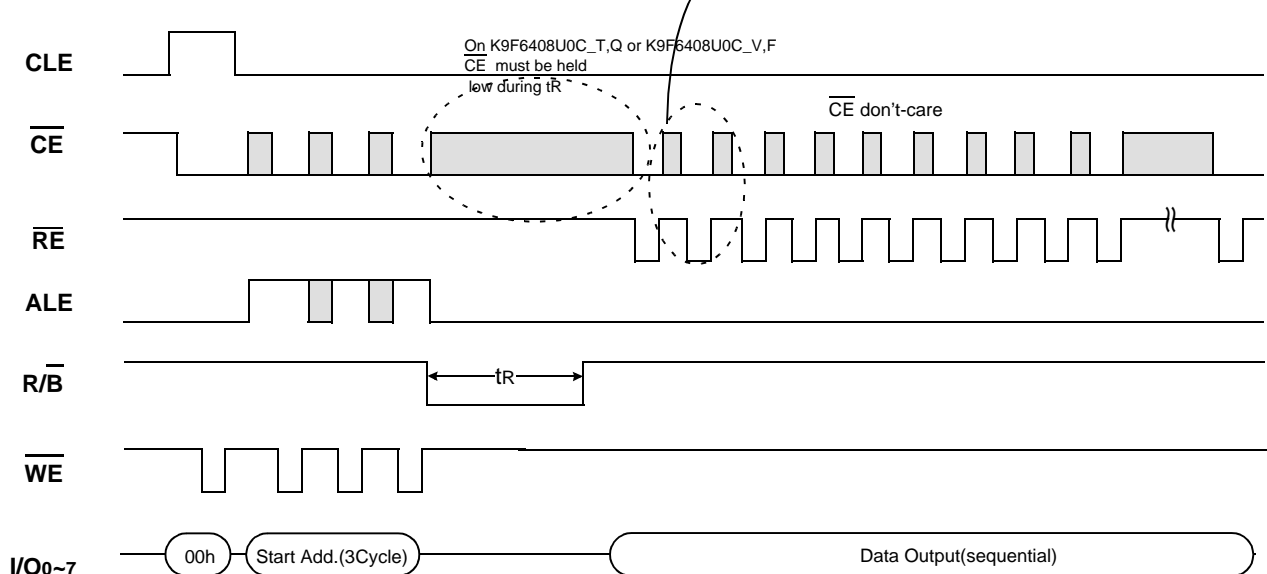 On K9F6408U0C_T,Q or K9F6408U0C_V,F
CE must be held
low during tR
CLE
CE don't-care
CE
RE
ALE
R/B
tR
WE
00h
Start Add.(3Cycle)
Data Output(sequential)
I/O0~7